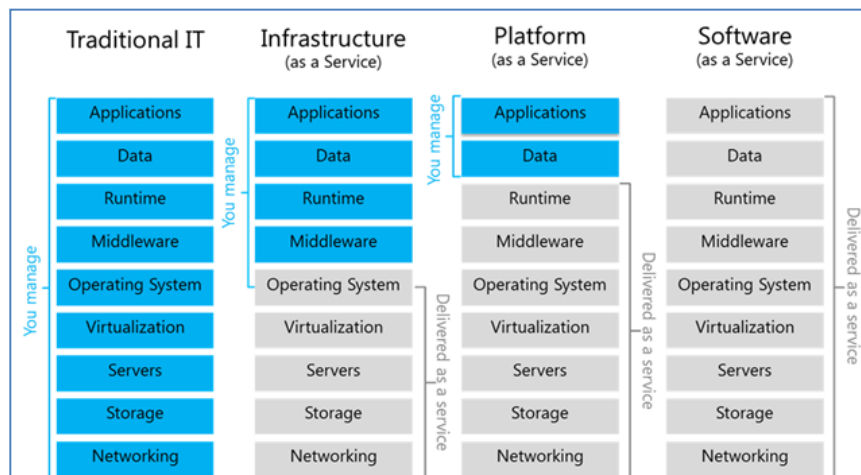 Traditional IT
Infrastructure
(as a Service)
Platform
(as a Service)
Software
(as a Service)
You manage
Applications
Data
Runtime
Middleware
Operating System
Virtualization
Servers
Storage
Networking
You manage
Applications
Data
Runtime
Middleware
Operating System
Virtualization
Servers
Storage
Networking
Delivered as a service
You manage
Applications
Data
Runtime
Middleware
Operating System
Virtualization
Servers
Storage
Networking
Delivered as a service
Applications
Data
Runtime
Middleware
Operating System
Virtualization
Servers
Storage
Networking
Delivered as a service